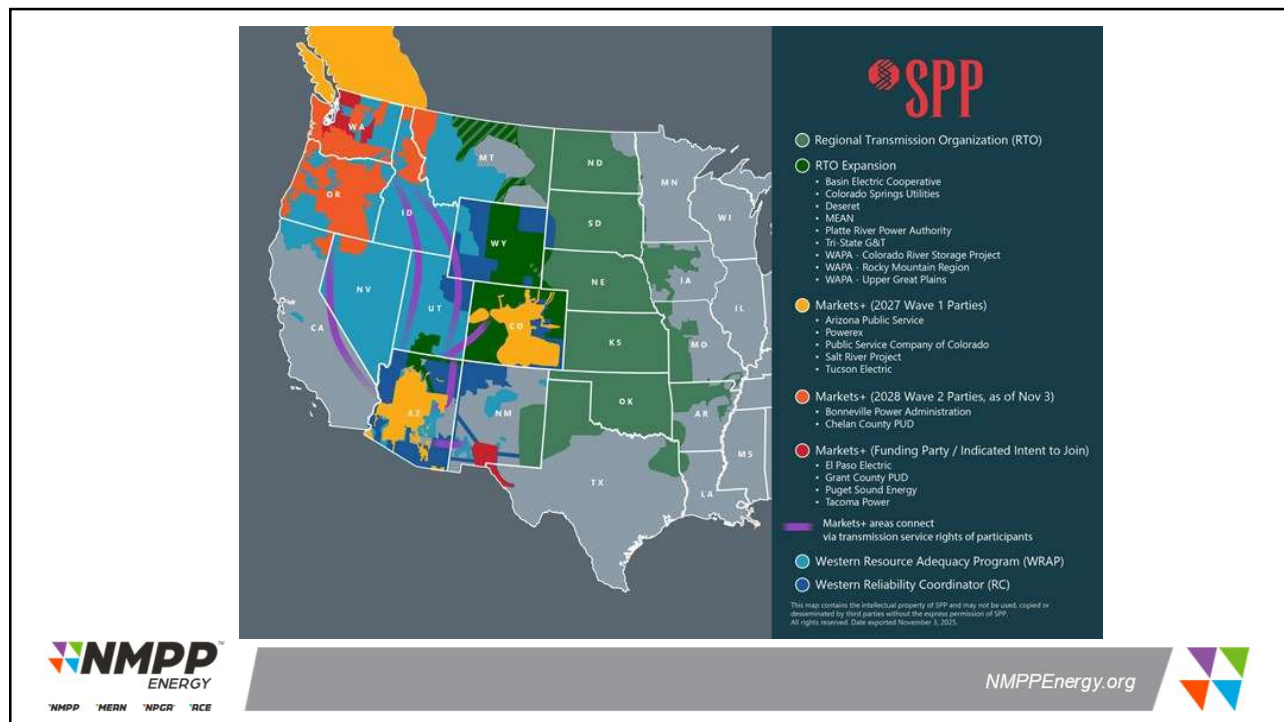 SPP
Regional Transmission Organization (RTO)
RTO Expansion
• Basin Electric Cooperative
• Colorado Springs Utilities
• Deseret
• MEAN
• Platte River Power Authority
• Tri-State G&T
• WAPA - Colorado River Storage Project
• WAPA - Rocky Mountain Region
• WAPA - Upper Great Plains
Markets+ (2027 Wave 1 Parties)
• Arizona Public Service
• Powerex
• Public Service Company of Colorado
• Salt River Project
• Tucson Electric
Markets+ (2028 Wave 2 Parties, as of Nov 3)
• Bonneville Power Administration
• Chelan County PUD
Markets+ (Funding Party / Indicated Intent to Join)
• El Paso Electric
• Grant County PUD
• Puget Sound Energy
• Tacoma Power
Markets+ areas connect
via transmission service rights of participants
Western Resource Adequacy Program (WRAP)
Western Reliability Coordinator (RC)
This map contains the intellectual property of SPP and may not be used, copied or
desseminated by third parties without the express permission of SPP.
All rights reserved. Date exported November 3, 2025.
WA
MT
ND
MN
OR
ID
WY
SD
WI
NV
UT
CO
NE
IA
IL
CA
KS
MO
AZ
NM
OK
AR
TX
LA
MS
NMPP™
ENERGY
NMPP MEAN NPGA ACE
NMPPEnergy.org